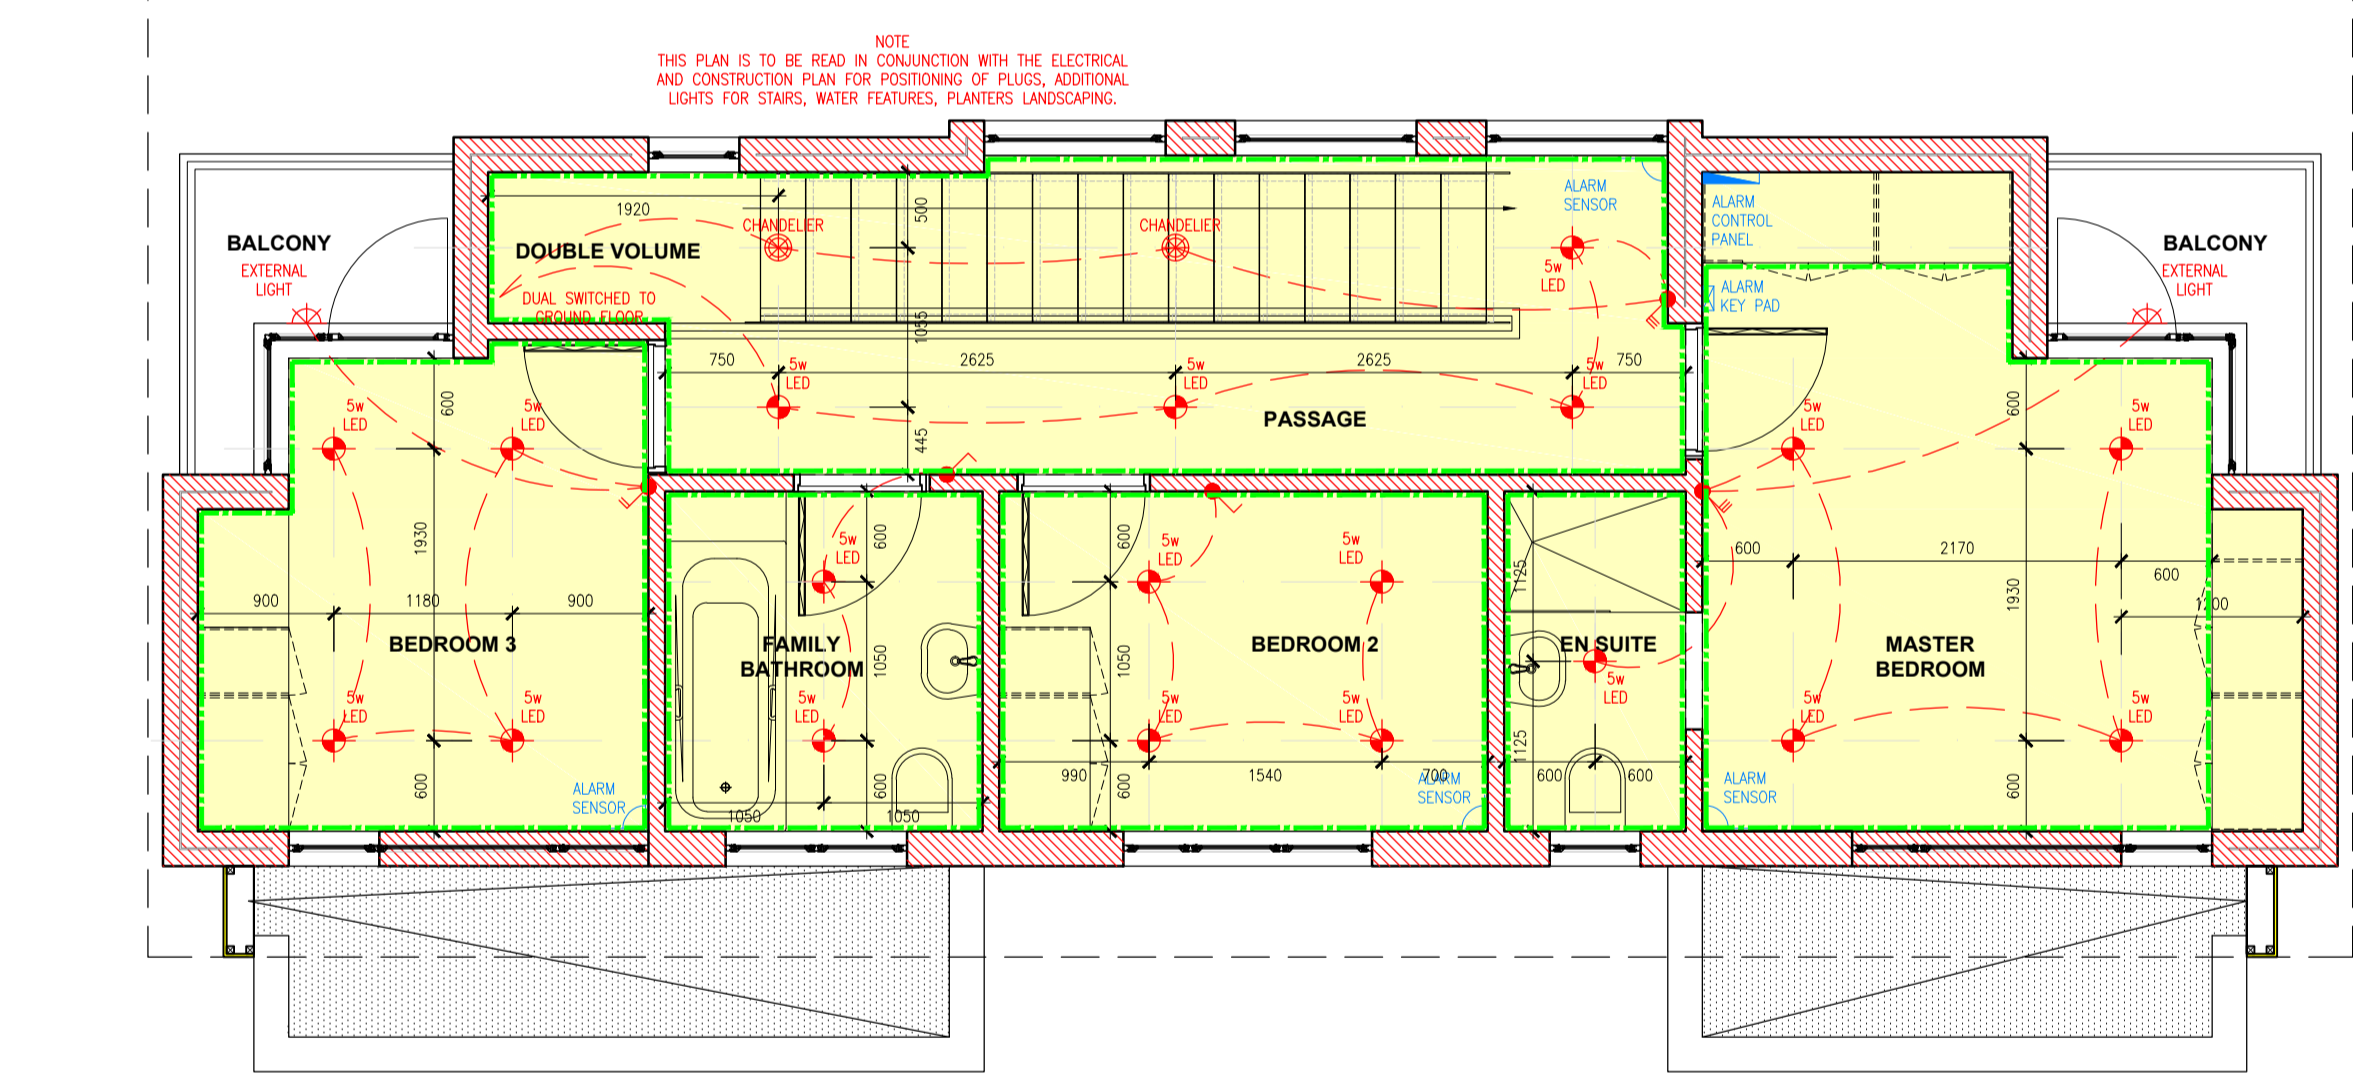 NOTE
THIS PLAN IS TO BE READ IN CONJUNCTION WITH THE ELECTRICAL
AND CONSTRUCTION PLAN FOR POSITIONING OF PLUGS, ADDITIONAL
LIGHTS FOR STAIRS, WATER FEATURES, PLANTERS LANDSCAPING.
BALCONY
EXTERNAL
LIGHT
1920
DOUBLE VOLUME
CHANDELIER
500
CHANDELIER
ALARM
SENSOR
5w
LED
ALARM
CONTROL
PANEL
ALARM
KEY PAD
BALCONY
EXTERNAL
LIGHT
DUAL SWITCHED TO
GROUND FLOOR
1055
750
2625
2625
750
5w
LED
5w
LED
5w
LED
445
PASSAGE
5w
LED
5w
LED
600
1930
900
1180
900
BEDROOM 3
5w
LED
5w
LED
600
ALARM
SENSOR
5w
LED
600
FAMILY
BATHROOM
1050
5w
LED
600
1050
1050
600
5w
LED
5w
LED
BEDROOM 2
1050
5w
LED
5w
LED
990
1540
700
600
ALARM
SENSOR
1125
EN SUITE
5w
LED
1125
600
600
5w
LED
5w
LED
600
600
2170
600
1930
1200
MASTER
BEDROOM
5w
LED
5w
LED
600
ALARM
SENSOR